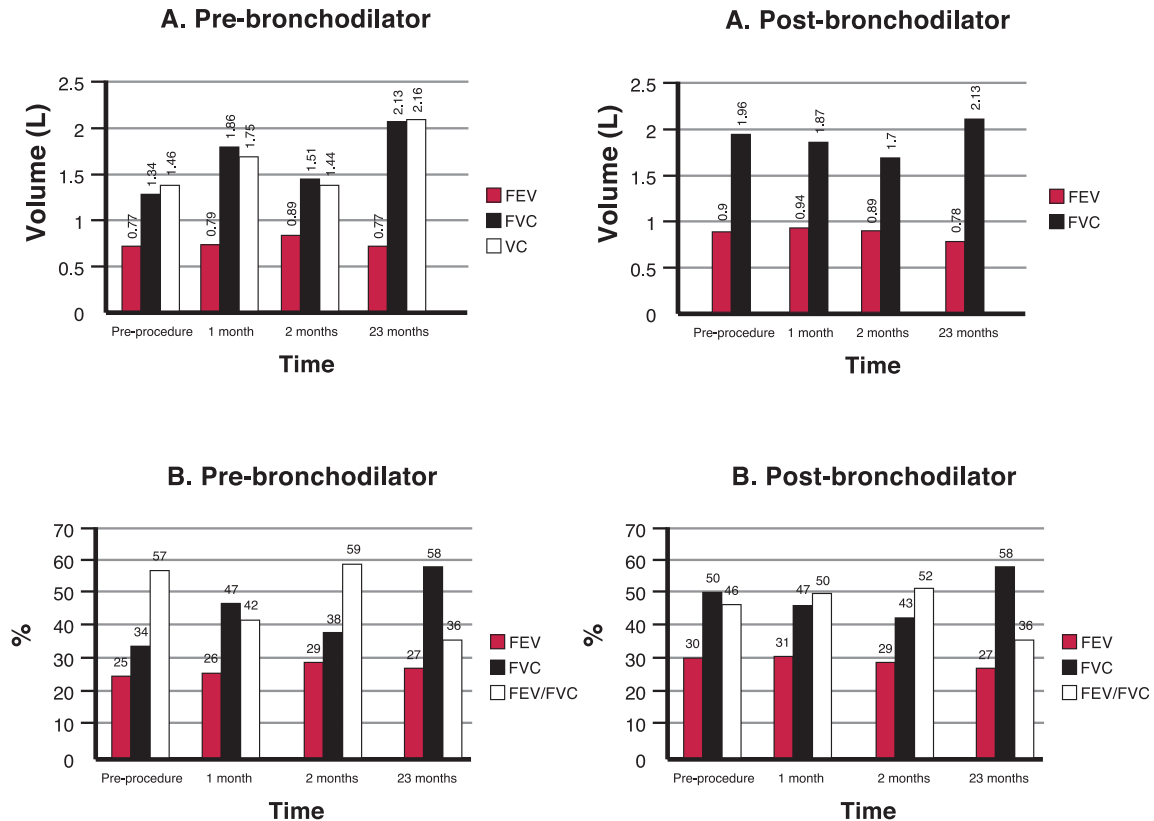 A. Pre-bronchodilator
Volume (L)
2.5
2
1.5
1
0.5
0
0.77
1.34
1.46
0.79
1.86
1.75
0.89
1.51
1.44
0.77
2.13
2.16
Pre-procedure 1 month 2 months 23 months
Time
FEV
FVC
VC
A. Post-bronchodilator
Volume (L)
2.5
2
1.5
1
0.5
0
0.9
1.96
0.94
1.87
0.89
1.7
0.78
2.13
Pre-procedure 1 month 2 months 23 months
Time
FEV
FVC
B. Pre-bronchodilator
%
70
60
50
40
30
20
10
0
25
34
57
26
47
42
29
38
59
27
58
36
Pre-procedure 1 month 2 months 23 months
Time
FEV
FVC
FEV/FVC
B. Post-bronchodilator
%
70
60
50
40
30
20
10
0
30
50
46
31
47
50
29
43
52
27
58
36
Pre-procedure 1 month 2 months 23 months
Time
FEV
FVC
FEV/FVC